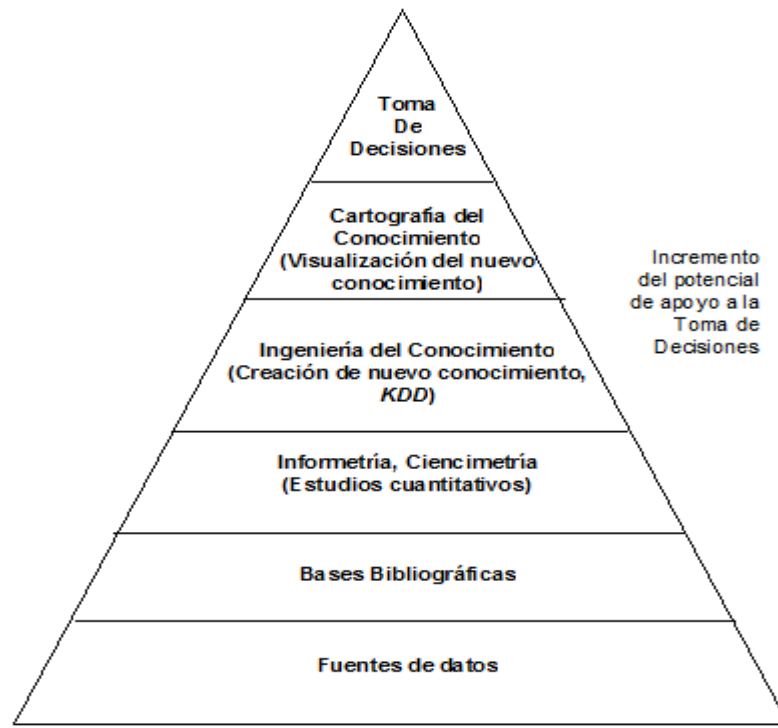 Toma
De
Decisiones
Cartografía del
Conocimiento
(Visualización del nuevo
conocimiento)
Incremento
del potencial
de apoyo a la
Toma de
Decisiones
Ingeniería del Conocimiento
(Creación de nuevo conocimiento,
KDD)
Informetría, Ciencimetría
(Estudios cuantitativos)
Bases Bibliográficas
Fuentes de datos